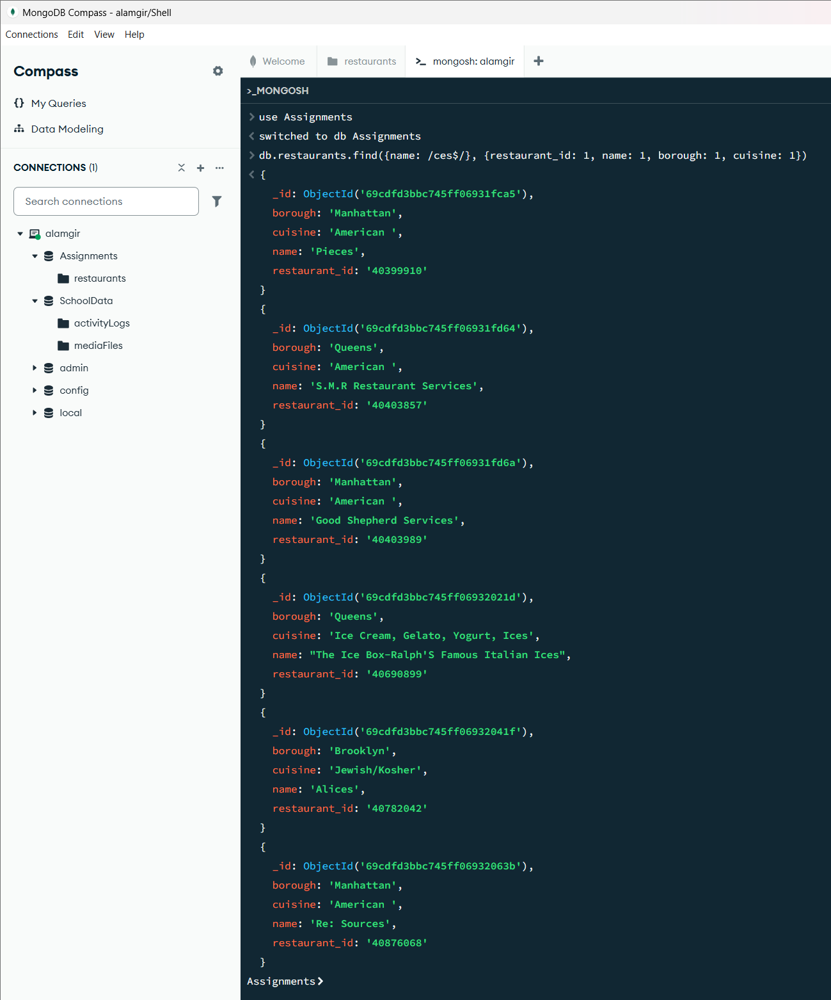 MongoDB Compass - alamgir/Shell
Connections Edit View Help
Compass
My Queries
Data Modeling
CONNECTIONS (1)
Search connections
alamgir
Assignments
restaurants
SchoolData
activityLogs
mediaFiles
admin
config
local
Welcome restaurants >_ mongosh: alamgir +
>_MONGOSH
> use Assignments
< switched to db Assignments
> db.restaurants.find({name: /ces$/}, {restaurant_id: 1, name: 1, borough: 1, cuisine: 1})
< {
_id: ObjectId('69cdfd3bbc745ff06931fca5'),
borough: 'Manhattan',
cuisine: 'American ',
name: 'Pieces',
restaurant_id: '40399910'
}
{
_id: ObjectId('69cdfd3bbc745ff06931fd64'),
borough: 'Queens',
cuisine: 'American ',
name: 'S.M.R Restaurant Services',
restaurant_id: '40403857'
}
{
_id: ObjectId('69cdfd3bbc745ff06931fd6a'),
borough: 'Manhattan',
cuisine: 'American ',
name: 'Good Shepherd Services',
restaurant_id: '40403989'
}
{
_id: ObjectId('69cdfd3bbc745ff06932021d'),
borough: 'Queens',
cuisine: 'Ice Cream, Gelato, Yogurt, Ices',
name: "The Ice Box-Ralph'S Famous Italian Ices",
restaurant_id: '40690899'
}
{
_id: ObjectId('69cdfd3bbc745ff06932041f'),
borough: 'Brooklyn',
cuisine: 'Jewish/Kosher',
name: 'Alices',
restaurant_id: '40782042'
}
{
_id: ObjectId('69cdfd3bbc745ff06932063b'),
borough: 'Manhattan',
cuisine: 'American ',
name: 'Re: Sources',
restaurant_id: '40876068'
}
Assignments>